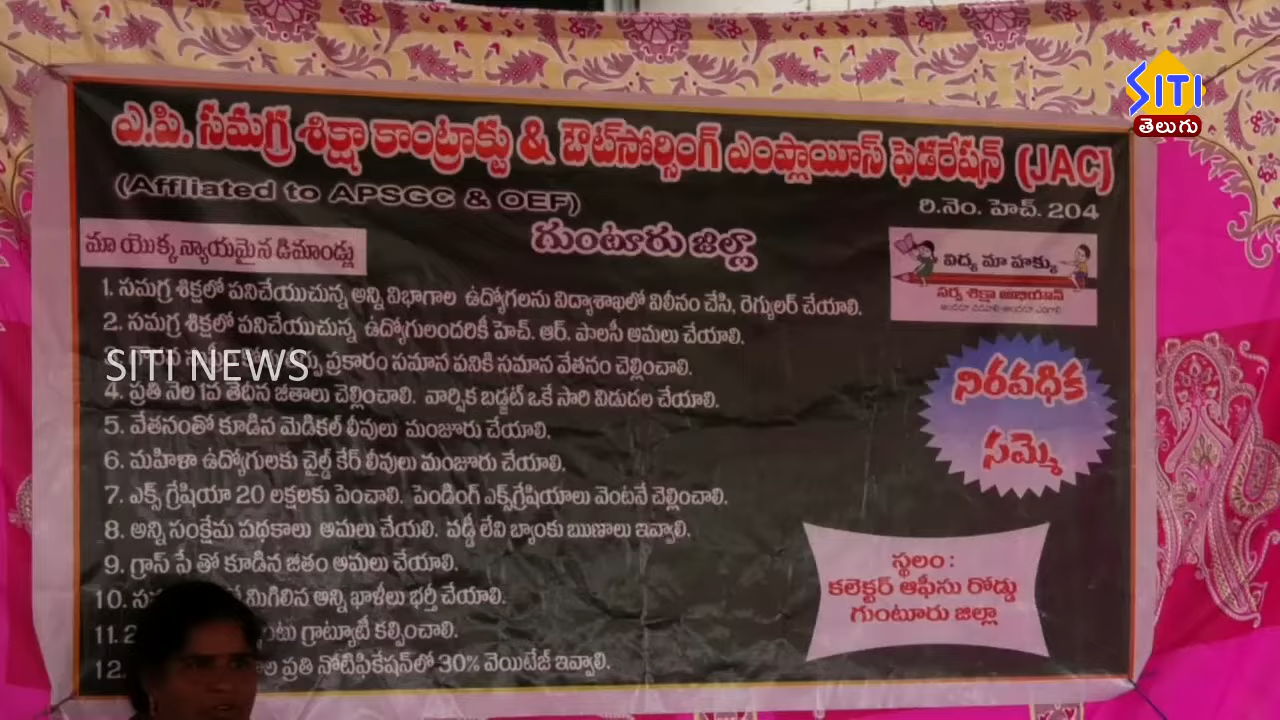 SITI
తెలుగు
ఎ.పి. సమగ్ర శిక్షా కాంట్రాక్టు & ఔట్‌సోర్సింగ్ ఎంప్లాయీస్ ఫెడరేషన్ (JAC)
(Affliated to APSGC & OEF)
రి.నెం. హెచ్. 204
గుంటూరు జిల్లా
మా యొక్క న్యాయమైన డిమాండ్లు
విద్య మా హక్కు
సర్వ శిక్షా అభియాన్
1. సమగ్ర శిక్షలో పనిచేయుచున్న అన్ని విభాగాల ఉద్యోగలను విద్యాశాఖలో విలీనం చేసి, రెగ్యులర్ చేయాలి.
2. సమగ్ర శిక్షలో పనిచేయుచున్న ఉద్యోగులందరికీ హెచ్. ఆర్. పాలసీ అమలు చేయాలి.
ప్రకారం సమాన పనికి సమాన వేతనం చెల్లించాలి.
SITI NEWS
4. ప్రతి నెల 1వ తేదీన జీతాలు చెల్లించాలి. వార్షిక బడ్జెట్ ఒకే సారి విడుదల చేయాలి.
5. వేతనంతో కూడిన మెడికల్ లీవులు మంజూరు చేయాలి.
6. మహిళా ఉద్యోగులకు చైల్డ్ కేర్ లీవులు మంజూరు చేయాలి.
7. ఎక్స్ గ్రేషియా 20 లక్షలకు పెంచాలి. పెండింగ్ ఎక్స్‌గ్రేషియాలు వెంటనే చెల్లించాలి.
8. అన్ని సంక్షేమ పథకాలు అమలు చేయలి. వడ్డీ లేని బ్యాంకు ఋణాలు ఇవ్వాలి.
9. గ్రాస్ పే తో కూడిన జీతం అమలు చేయాలి.
10. మిగిలిన అన్ని ఖాళీలు భర్తీ చేయాలి.
11. గ్రాట్యూటీ కల్పించాలి.
12. ప్రతి నోటిఫికేషన్‌లో 30% వెయిటేజ్ ఇవ్వాలి.
నిరవధిక
సమ్మె
స్థలం :
కలెక్టర్ ఆఫీసు రోడ్డు
గుంటూరు జిల్లా